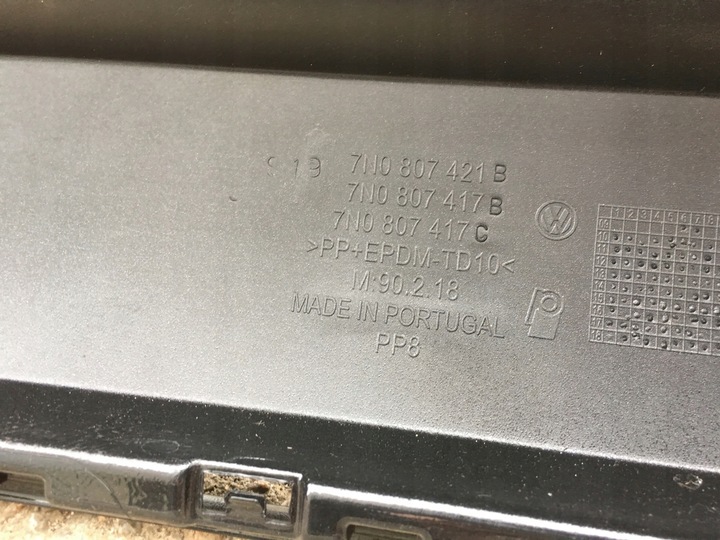 7N0 807 421 B
7N0 807 417 B
7N0 807 417 C
>PP+EPDM-TD10<
M:90.2.18
MADE IN PORTUGAL
PP8